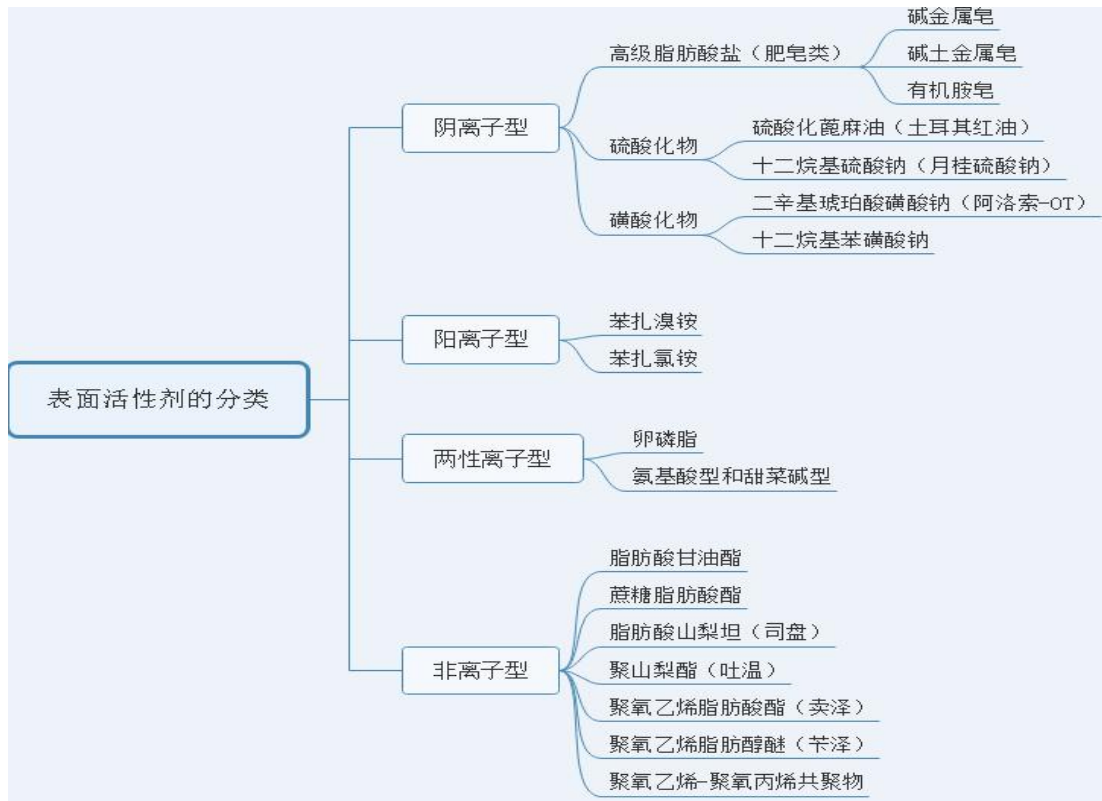 表面活性剂的分类
阴离子型
高级脂肪酸盐（肥皂类）
碱金属皂
碱土金属皂
有机胺皂
硫酸化物
硫酸化蓖麻油（土耳其红油）
十二烷基硫酸钠（月桂硫酸钠）
磺酸化物
二辛基琥珀酸磺酸钠（阿洛索-OT）
十二烷基苯磺酸钠
阳离子型
苯扎溴铵
苯扎氯铵
两性离子型
卵磷脂
氨基酸型和甜菜碱型
非离子型
脂肪酸甘油酯
蔗糖脂肪酸酯
脂肪酸山梨坦（司盘）
聚山梨酯（吐温）
聚氧乙烯脂肪酸酯（卖泽）
聚氧乙烯脂肪醇醚（苄泽）
聚氧乙烯-聚氧丙烯共聚物